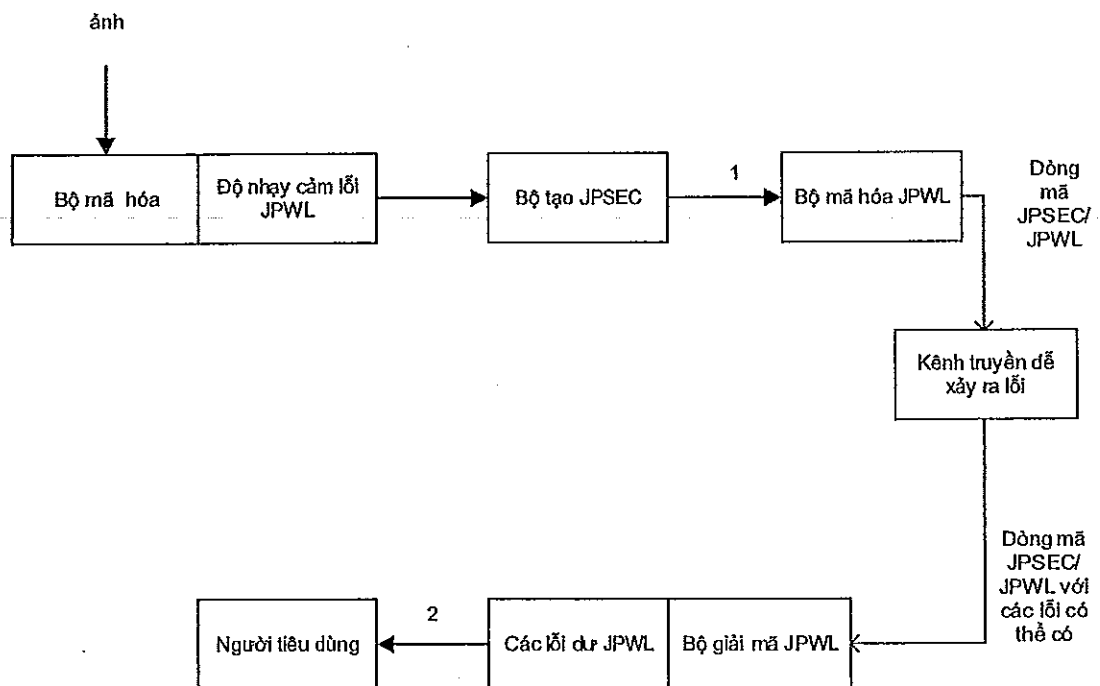 ảnh
Bộ mã hóa
Độ nhạy cảm lỗi
JPWL
Bộ tạo JPSEC
1
Bộ mã hóa JPWL
Dòng
mã
JPSEC/
JPWL
Kênh truyền dễ
xảy ra lỗi
Dòng mã
JPSEC/
JPWL với
các lỗi có
thể có
Người tiêu dùng
2
Các lỗi dư JPWL
Bộ giải mã JPWL